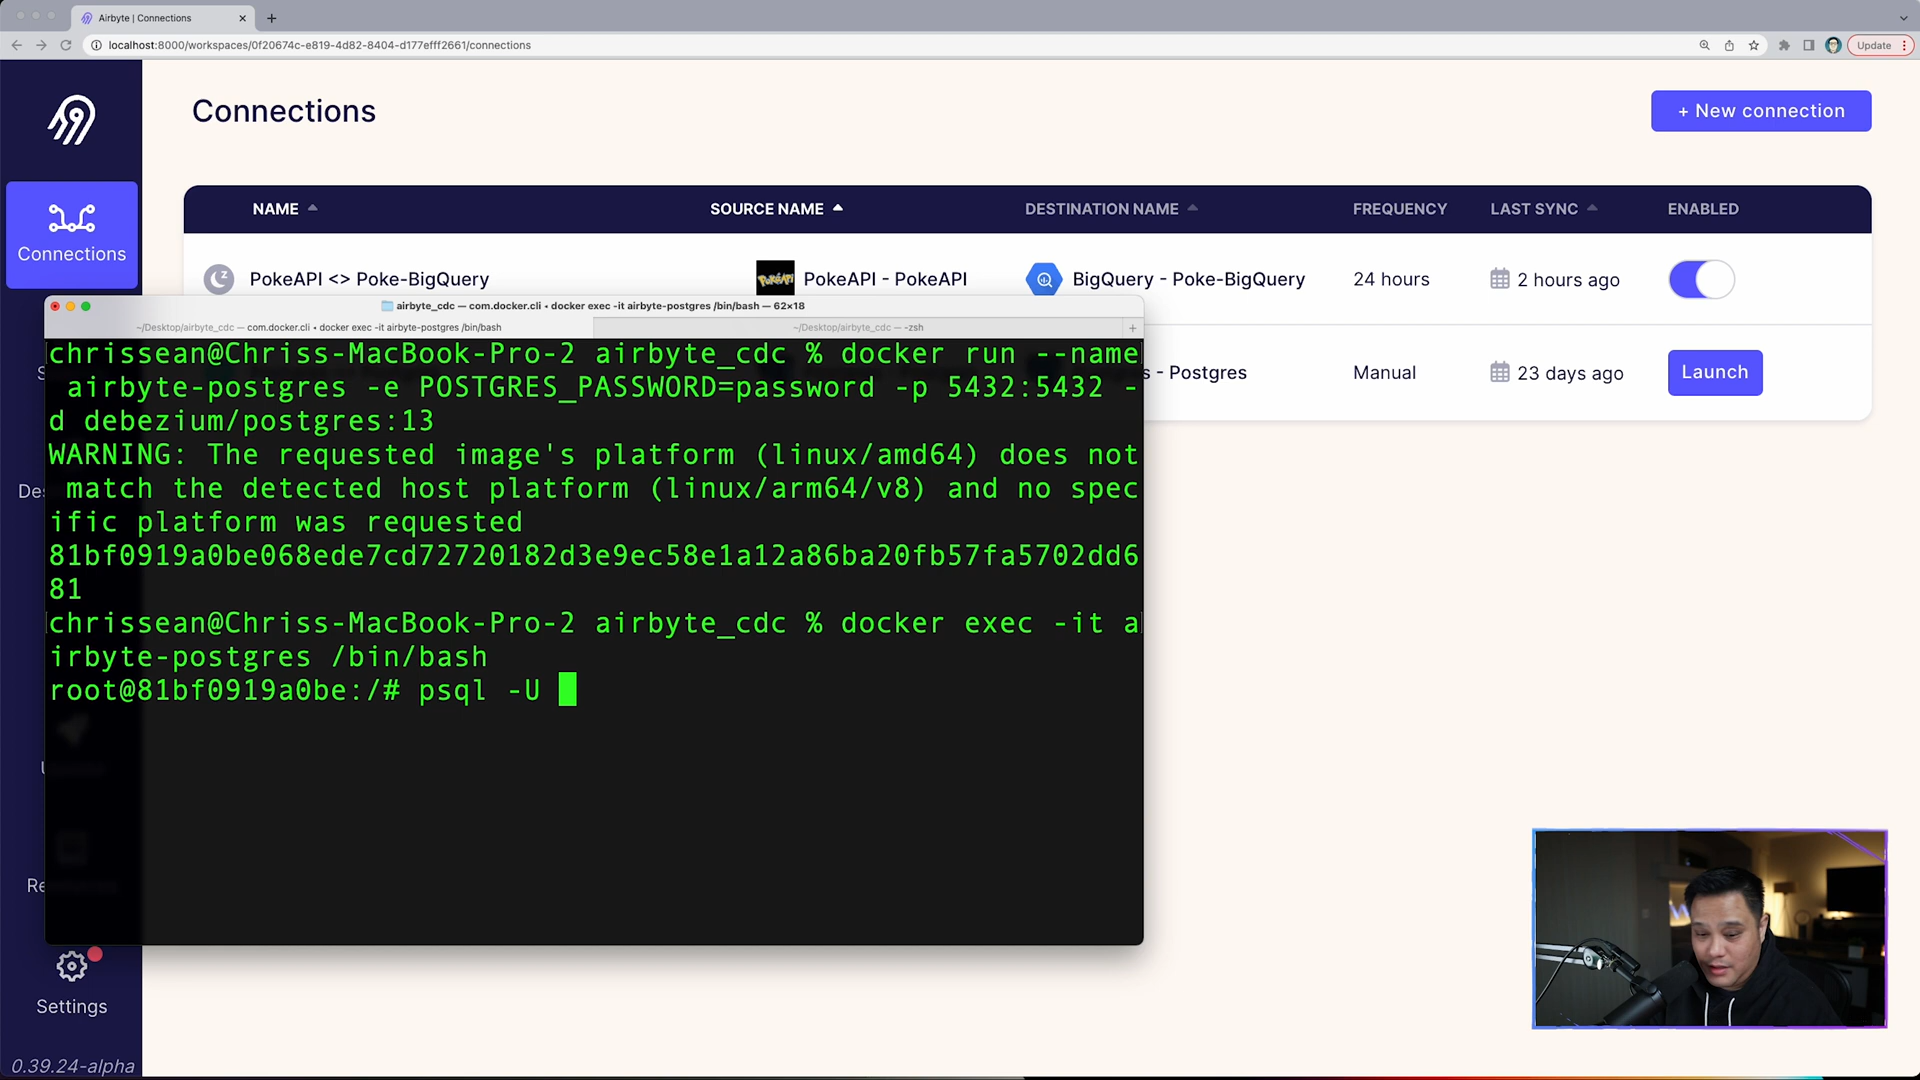 Airbyte | Connections
localhost:8000/workspaces/0f20674c-e819-4d82-8404-d177efff2661/connections
Update
Connections
+ New connection
NAME SOURCE NAME DESTINATION NAME FREQUENCY LAST SYNC ENABLED
Connections
PokeAPI <> Poke-BigQuery PokeAPI - PokeAPI BigQuery - Poke-BigQuery 24 hours 2 hours ago
s - Postgres Manual 23 days ago Launch
airbyte_cdc — com.docker.cli • docker exec -it airbyte-postgres /bin/bash — 62×18
~/Desktop/airbyte_cdc — com.docker.cli • docker exec -it airbyte-postgres /bin/bash
~/Desktop/airbyte_cdc — -zsh
chrissean@Chriss-MacBook-Pro-2 airbyte_cdc % docker run --name
airbyte-postgres -e POSTGRES_PASSWORD=password -p 5432:5432 -
d debezium/postgres:13
WARNING: The requested image's platform (linux/amd64) does not
match the detected host platform (linux/arm64/v8) and no spec
ific platform was requested
81bf0919a0be068ede7cd72720182d3e9ec58e1a12a86ba20fb57fa5702dd6
81
chrissean@Chriss-MacBook-Pro-2 airbyte_cdc % docker exec -it a
irbyte-postgres /bin/bash
root@81bf0919a0be:/# psql -U
Des
Re
Settings
0.39.24-alpha